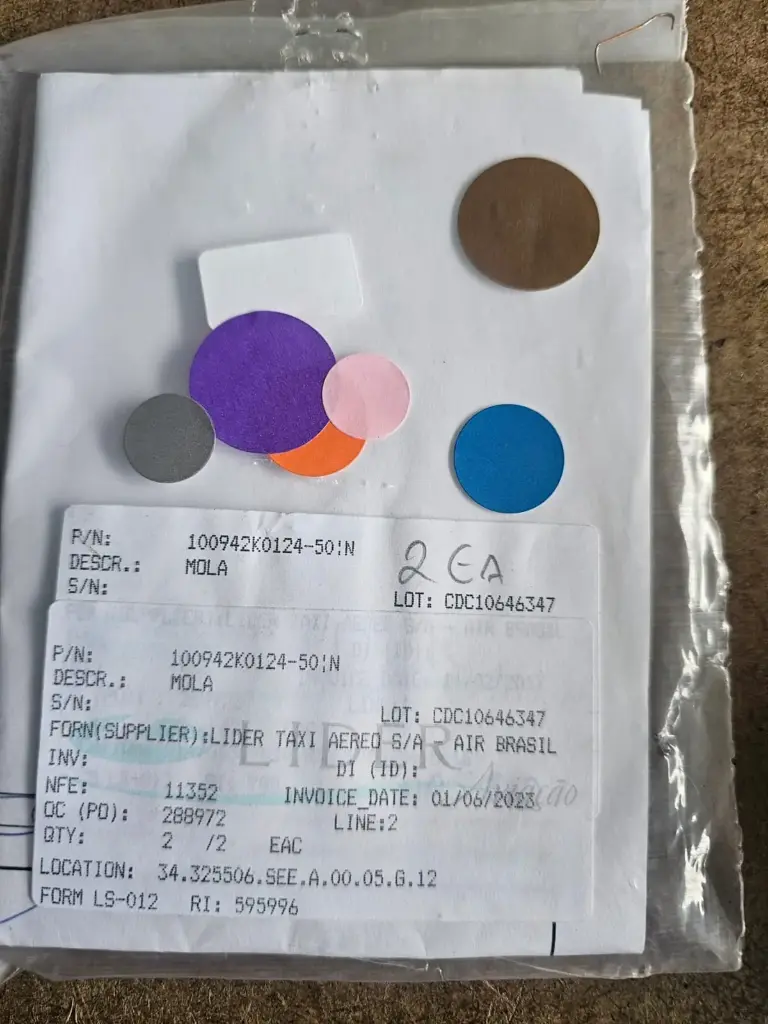 P/N: 100942K0124-50¦N
DESCR.: MOLA
2 EA
S/N:
LOT: CDC10646347
P/N: 100942K0124-50¦N
DESCR.: MOLA
S/N:
LOT: CDC10646347
FORN(SUPPLIER):LIDER TAXI AEREO S/A - AIR BRASIL
LIDER
INV: DI (ID):
Aviação
NFE: 11352 INVOICE_DATE: 01/06/2023
OC (PO): 288972 LINE:2
QTY: 2 /2 EAC
LOCATION: 34.325506.SEE.A.00.05.G.12
FORM LS-012 RI: 595996